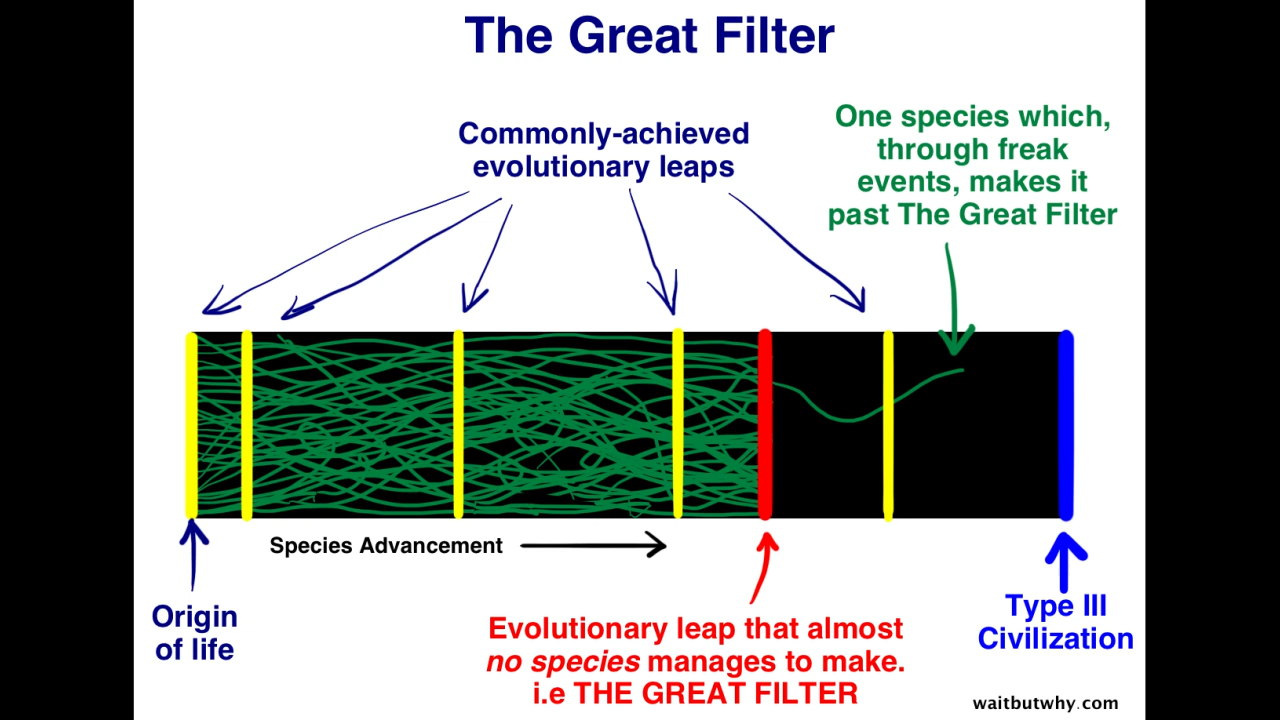 The Great Filter
Commonly-achieved
evolutionary leaps
One species which,
through freak
events, makes it
past The Great Filter
Species Advancement
Origin
of life
Evolutionary leap that almost
no species manages to make.
i.e THE GREAT FILTER
Type III
Civilization
waitbutwhy.com